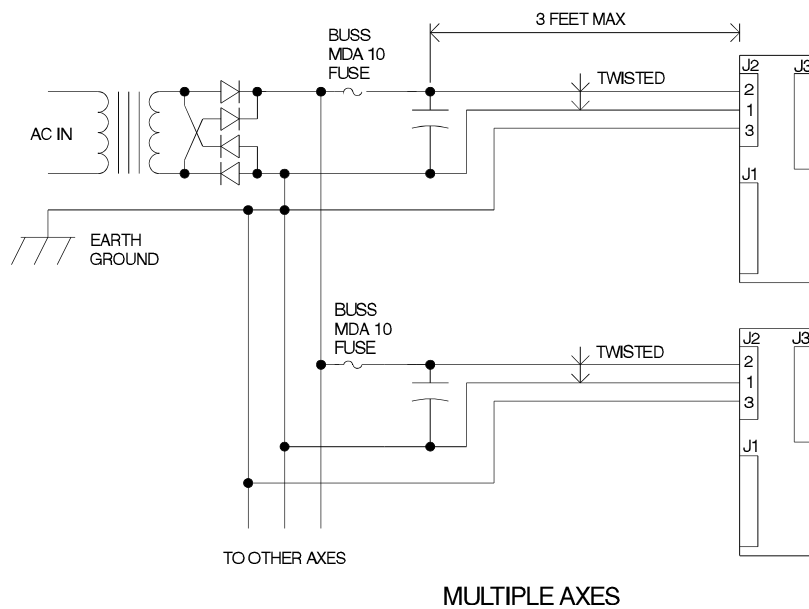 3 FEET MAX
BUSS
MDA 10
FUSE
TWISTED
J2
J3
2
1
3
AC IN
J1
EARTH
GROUND
BUSS
MDA 10
FUSE
TWISTED
J2
J3
2
1
3
J1
TO OTHER AXES
MULTIPLE AXES